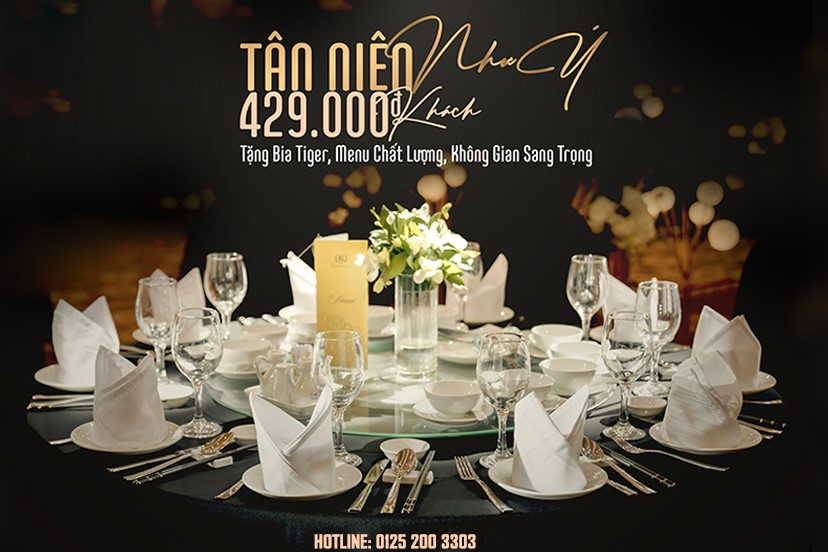 TÂN NIÊN Như Ý
429.000đ Khách
Tặng Bia Tiger, Menu Chất Lượng, Không Gian Sang Trọng
Menu
HOTLINE: 0125 200 3303